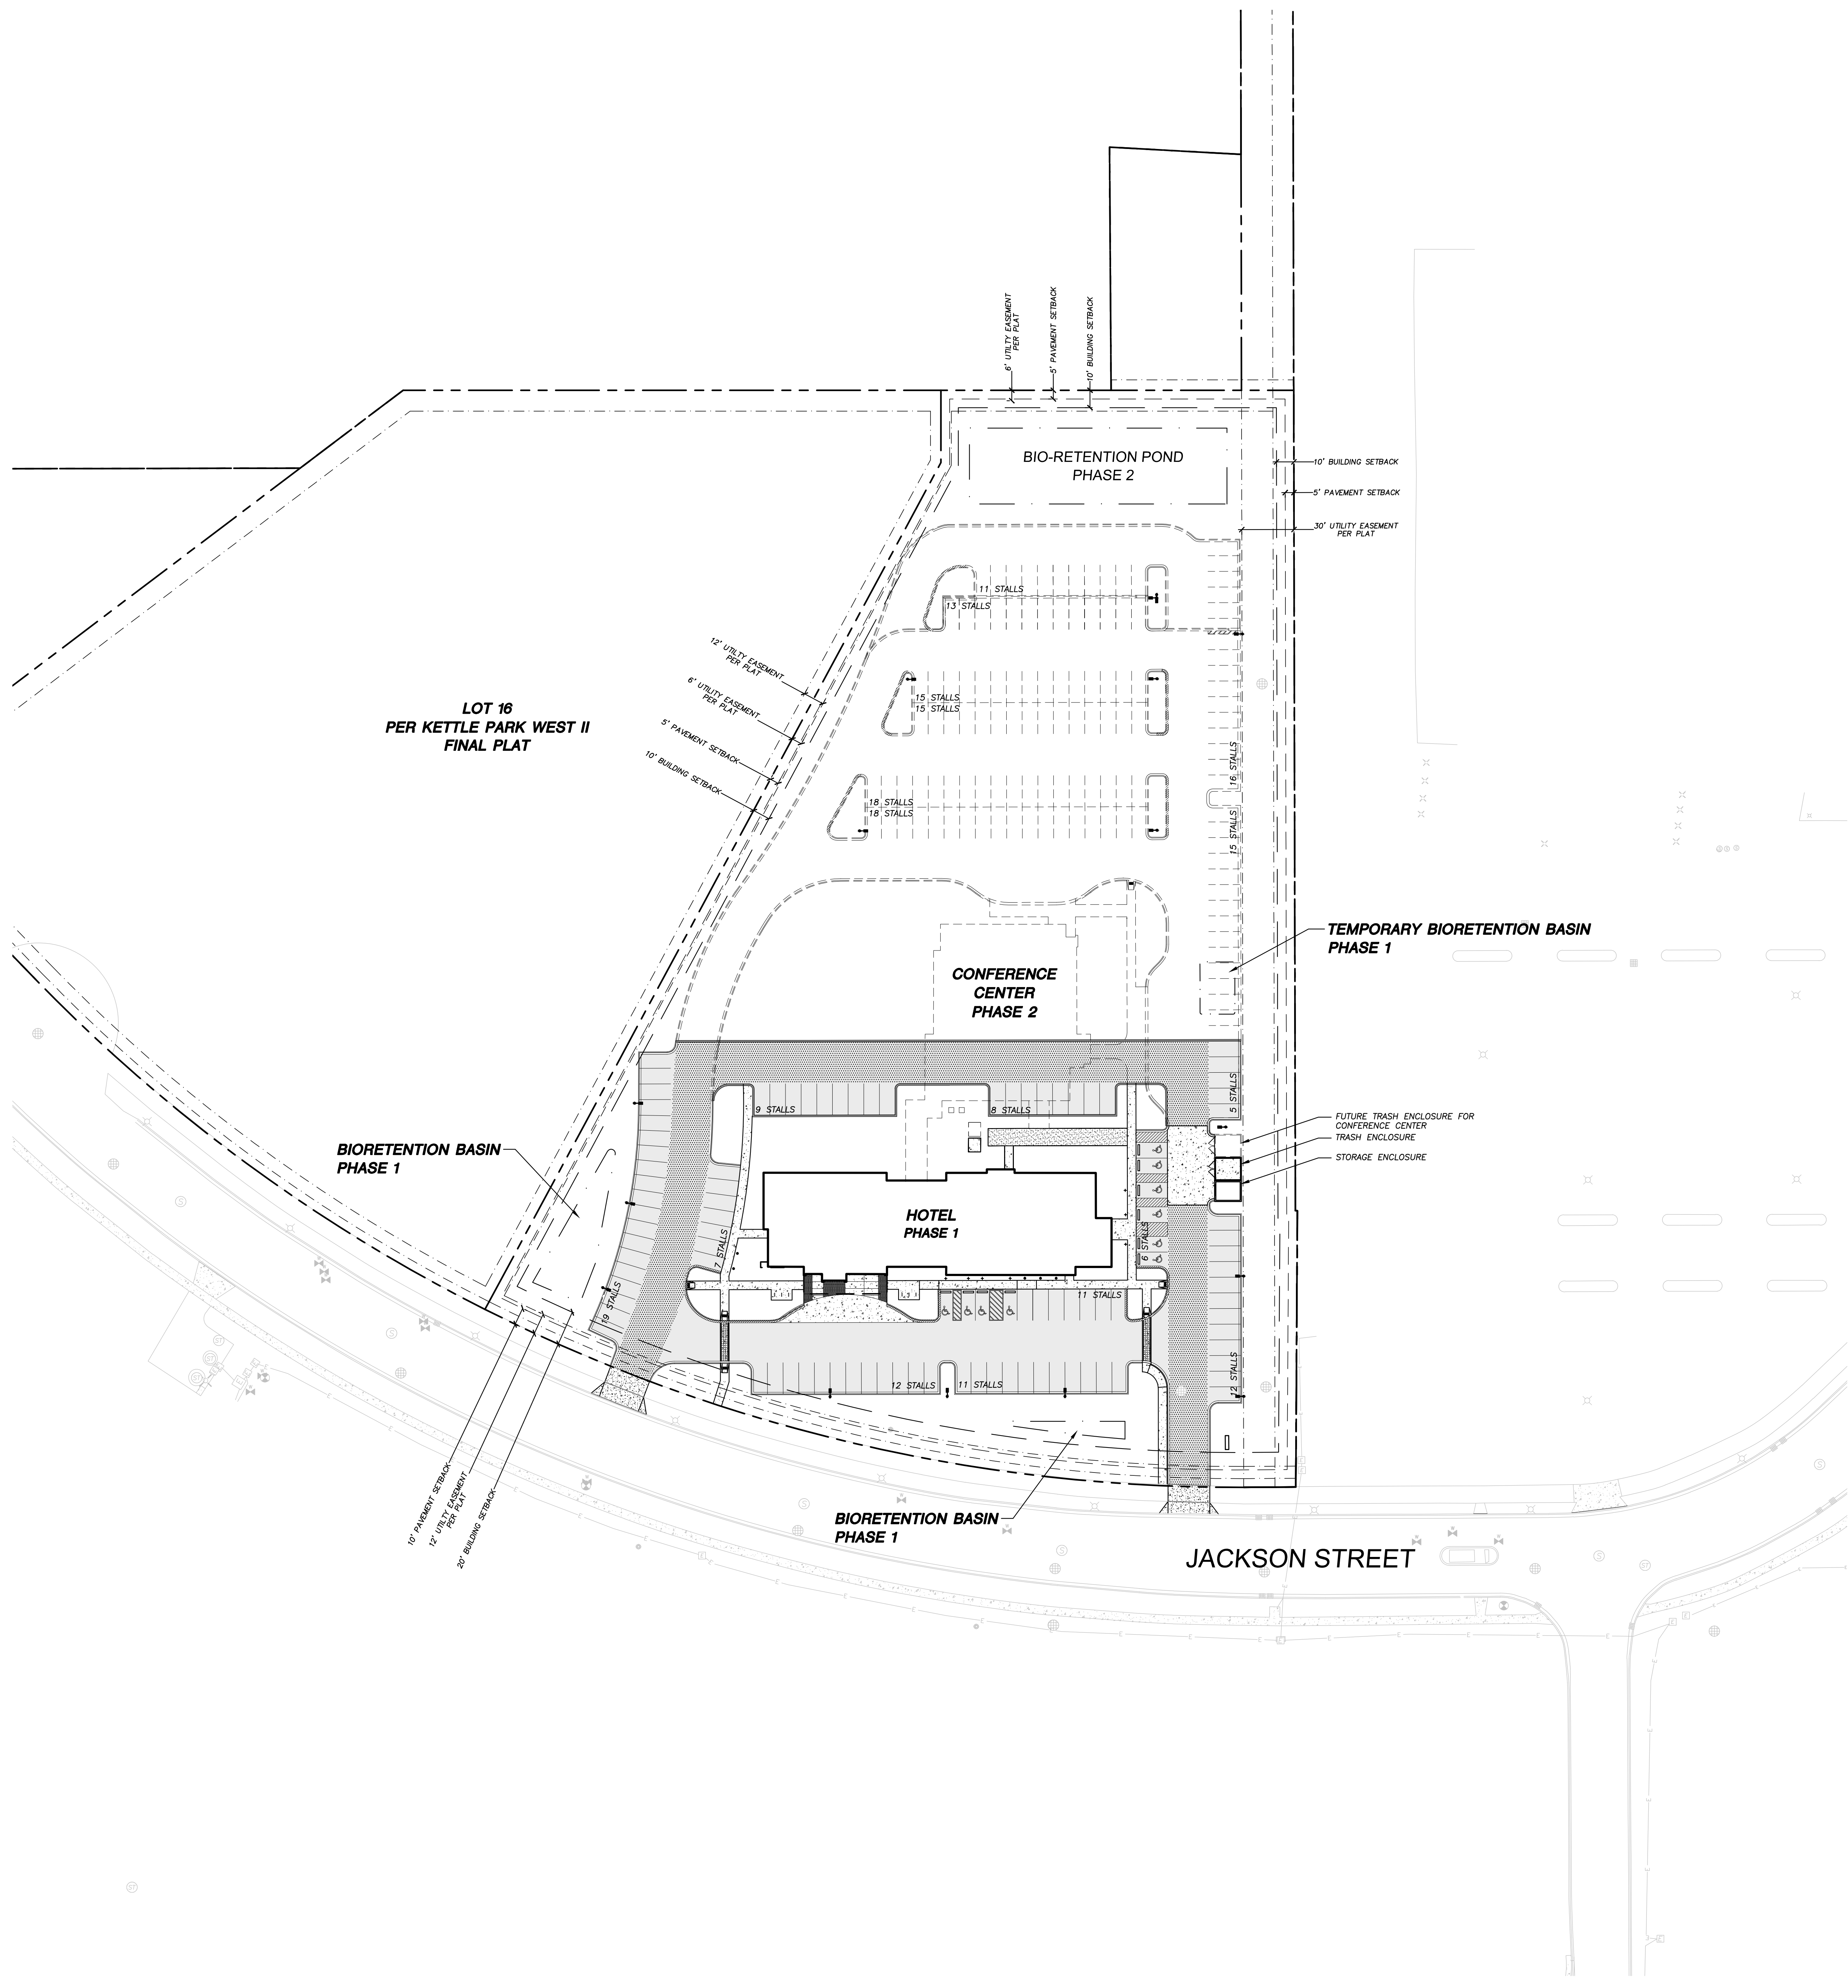 6' UTILTY EASEMENT
PER PLAT
5' PAVEMENT SETBACK
10' BUILDING SETBACK
BIO-RETENTION POND
PHASE 2
10' BUILDING SETBACK
5' PAVEMENT SETBACK
30' UTILITY EASEMENT
PER PLAT
11 STALLS
13 STALLS
12' UTILTY EASEMENT
PER PLAT
6' UTILITY EASEMENT
PER PLAT
5' PAVEMENT SETBACK
10' BUILDING SETBACK
LOT 16
PER KETTLE PARK WEST II
FINAL PLAT
15 STALLS
15 STALLS
16 STALLS
18 STALLS
18 STALLS
15 STALLS
TEMPORARY BIORETENTION BASIN
PHASE 1
CONFERENCE
CENTER
PHASE 2
9 STALLS
8 STALLS
5 STALLS
FUTURE TRASH ENCLOSURE FOR
CONFERENCE CENTER
TRASH ENCLOSURE
STORAGE ENCLOSURE
BIORETENTION BASIN
PHASE 1
HOTEL
PHASE 1
7 STALLS
6 STALLS
19 STALLS
11 STALLS
12 STALLS
11 STALLS
12 STALLS
10' PAVEMENT SETBACK
12' UTILTY EASEMENT
PER PLAT
20' BUILDING SETBACK
BIORETENTION BASIN
PHASE 1
JACKSON STREET